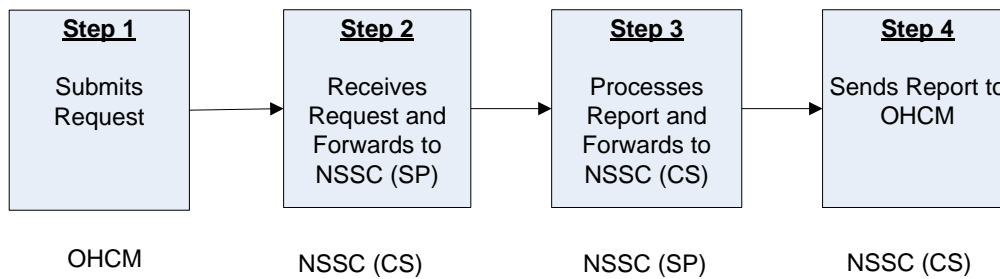 Step 1
Submits
Request
Step 2
Receives
Request and
Forwards to
NSSC (SP)
Step 3
Processes
Report and
Forwards to
NSSC (CS)
Step 4
Sends Report to
OHCM
OHCM
NSSC (CS)
NSSC (SP)
NSSC (CS)